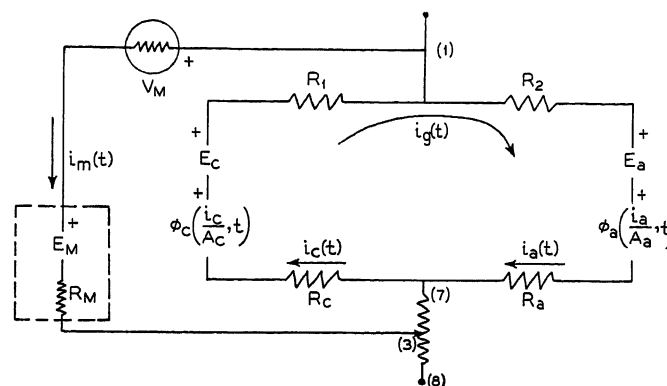 (1)
V_M
+
R_1
R_2
i_g(t)
i_m(t)
+
E_c
+
ϕ_c(i_c/A_c,t)
+
E_a
+
ϕ_a(i_a/A_a,t)
+
E_M
R_M
i_c(t)
R_c
i_a(t)
R_a
(7)
(3)
(8)